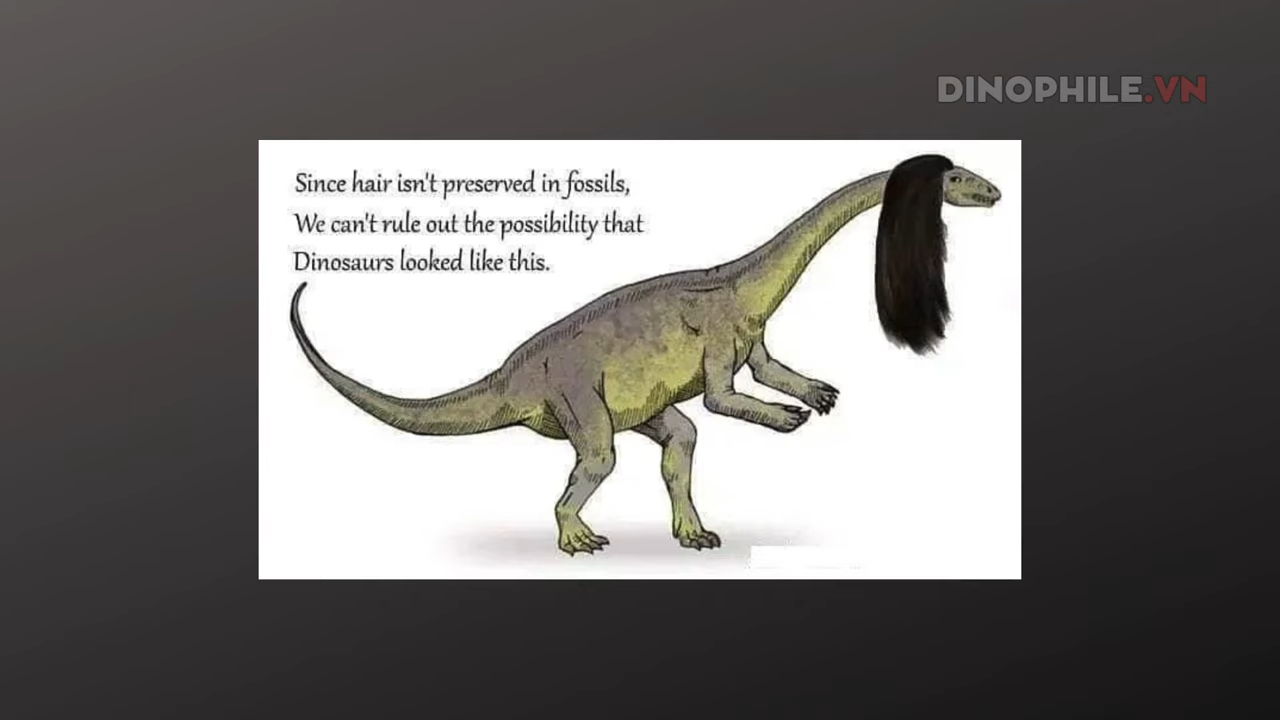 DINOPHILE.VN
Since hair isn't preserved in fossils,
We can't rule out the possibility that
Dinosaurs looked like this.